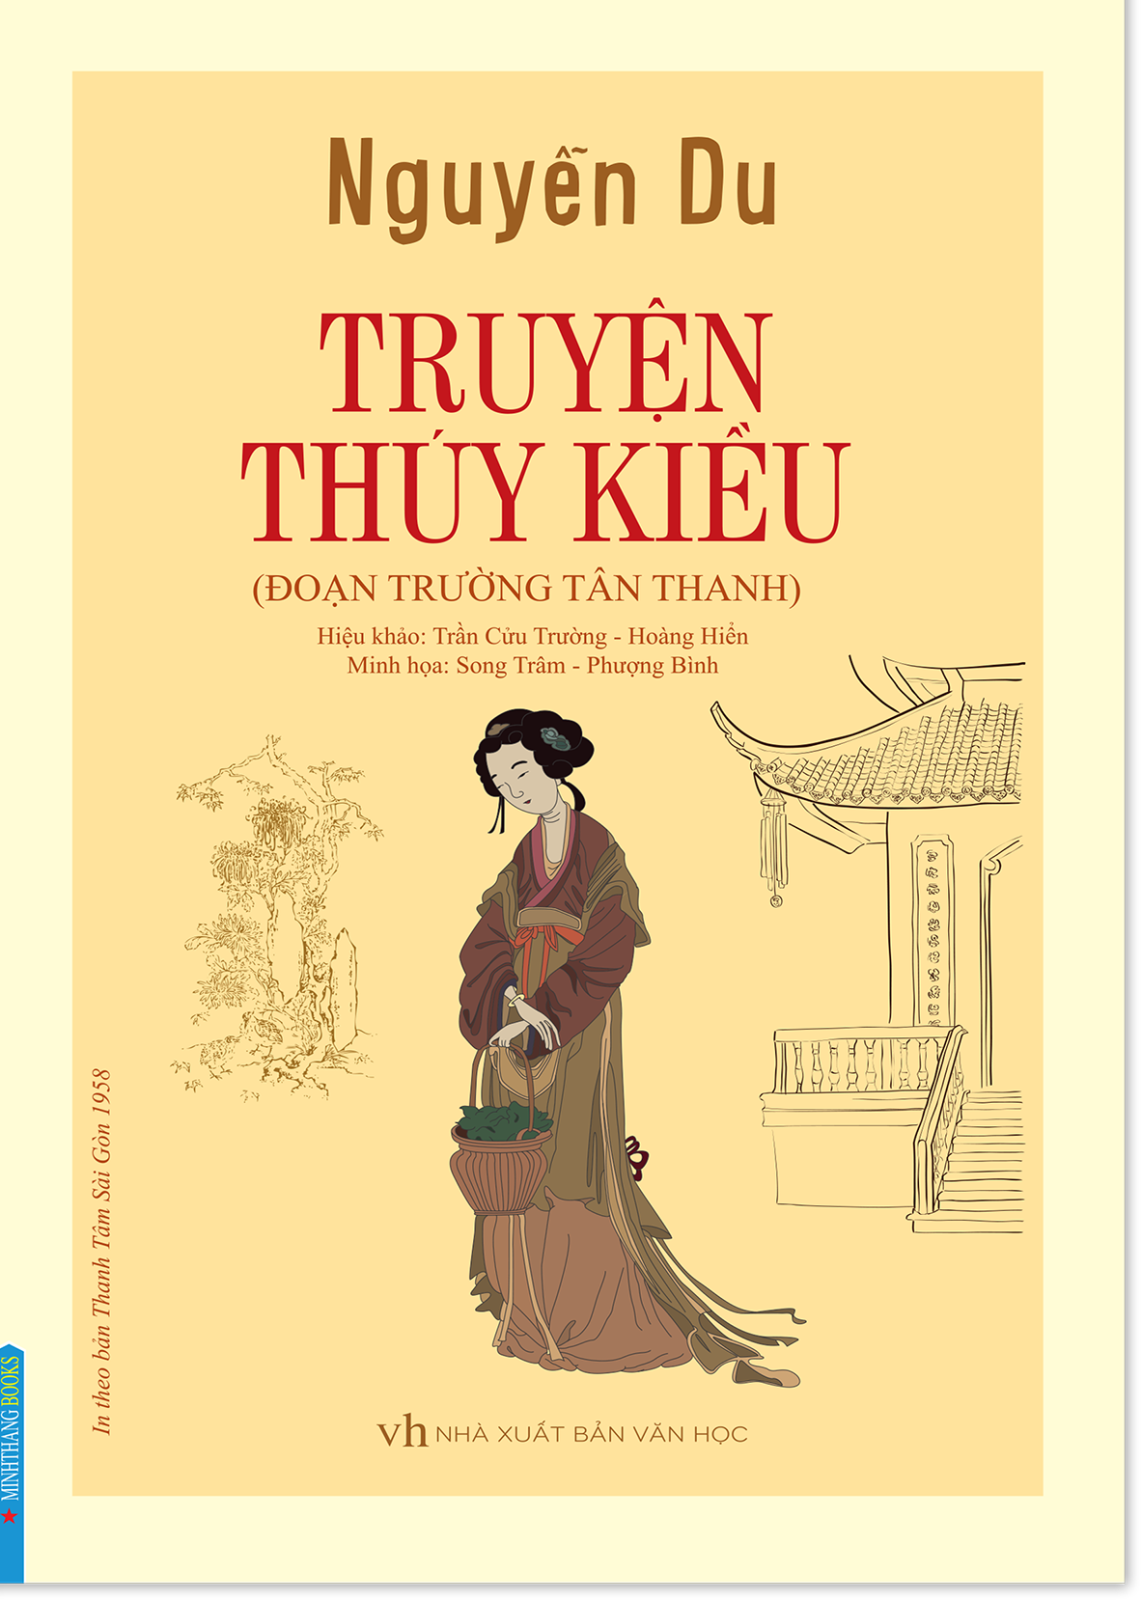 Nguyễn Du
TRUYỆN
THÚY KIỀU
(ĐOẠN TRƯỜNG TÂN THANH)
Hiệu khảo: Trần Cửu Trường - Hoàng Hiển
Minh họa: Song Trâm - Phượng Bình
In theo bản Thanh Tâm Sài Gòn 1958
MINHTHANG BOOKS
vh NHÀ XUẤT BẢN VĂN HỌC